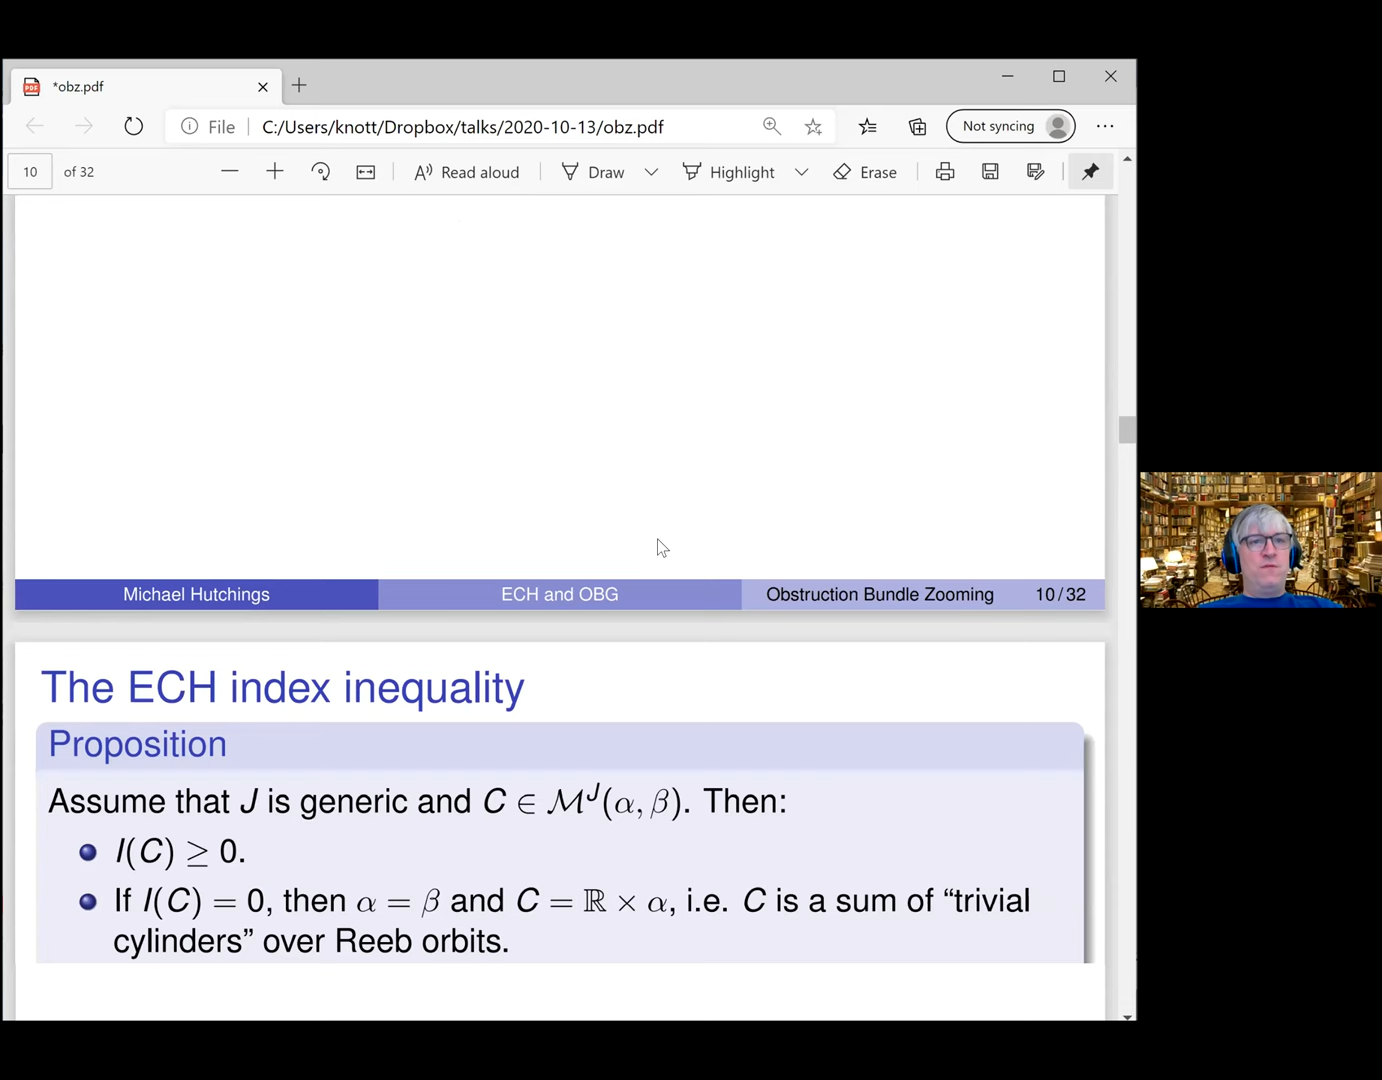 *obz.pdf
File C:/Users/knott/Dropbox/talks/2020-10-13/obz.pdf Not syncing
10 of 32 Read aloud Draw Highlight Erase
Michael Hutchings ECH and OBG Obstruction Bundle Zooming 10 / 32
The ECH index inequality
Proposition
Assume that J is generic and C ∈ ℳᴶ(α, β). Then:
I(C) ≥ 0.
If I(C) = 0, then α = β and C = ℝ × α, i.e. C is a sum of “trivial
cylinders” over Reeb orbits.